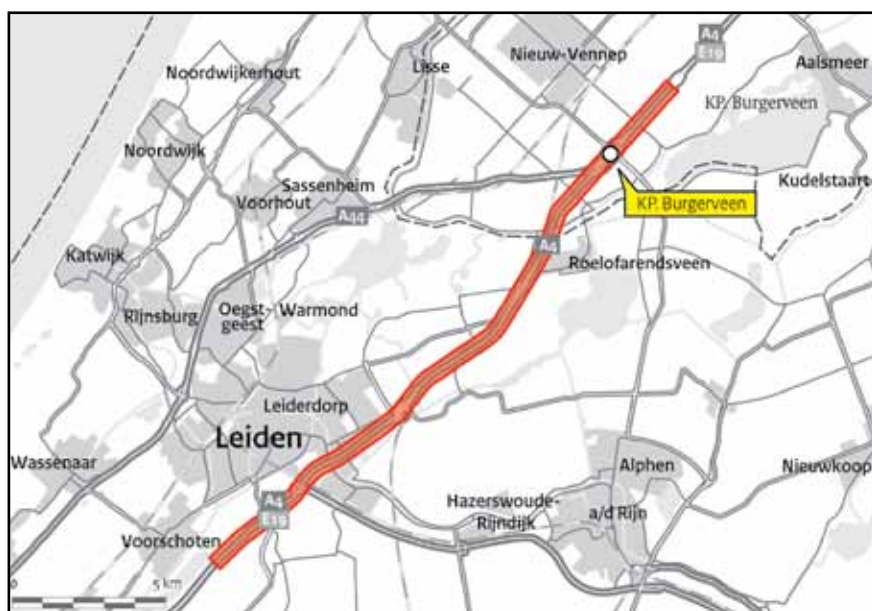 A4
E19
Nieuw-Vennep
Aalsmeer
Lisse
Noordwijkerhout
KP. Burgerveen
Noordwijk
Sassenheim
Kudelstaart
Voorhout
KP. Burgerveen
A44
Katwijk
A4
Roelofarendsveen
Oegst-
geest
Warmond
Rijnsburg
Leiderdorp
Leiden
Wassenaar
Alphen
Nieuwkoop
A4
E19
Hazerswoude-
Rijndijk
a/d Rijn
Voorschoten
0
5 km